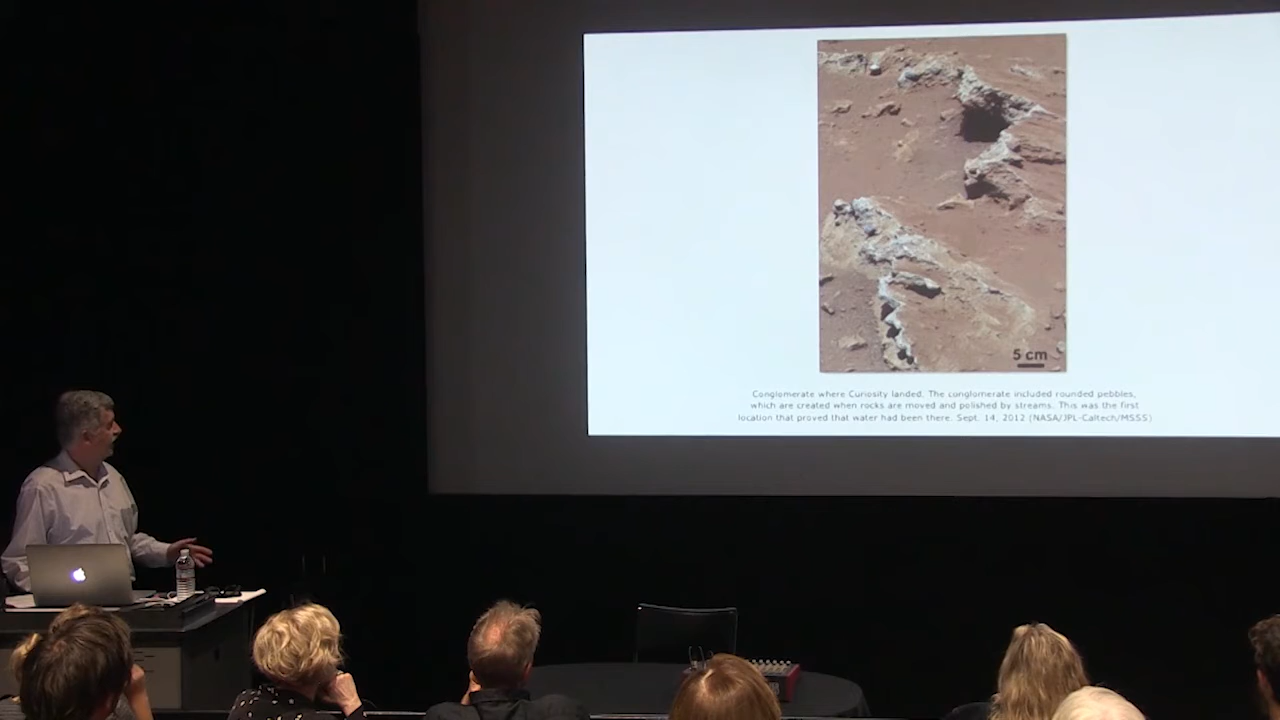 5 cm
Conglomerate where Curiosity landed. The conglomerate included rounded pebbles,
which are created when rocks are moved and polished by streams. This was the first
location that proved that water had been there. Sept. 14, 2012 (NASA/JPL-Caltech/MSSS)